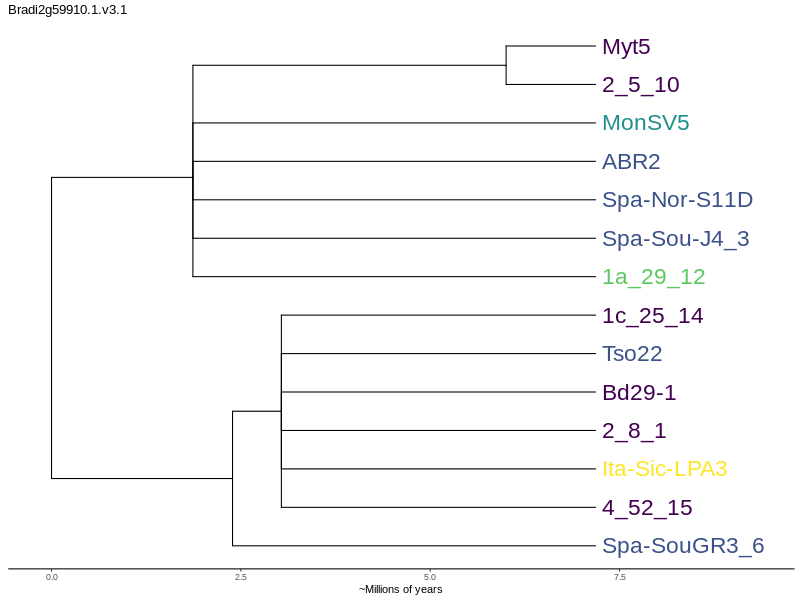 Bradi2g59910.1.v3.1
Myt5
2_5_10
MonSV5
ABR2
Spa-Nor-S11D
Spa-Sou-J4_3
1a_29_12
1c_25_14
Tso22
Bd29-1
2_8_1
Ita-Sic-LPA3
4_52_15
Spa-SouGR3_6
0.0 2.5 5.0 7.5
~Millions of years